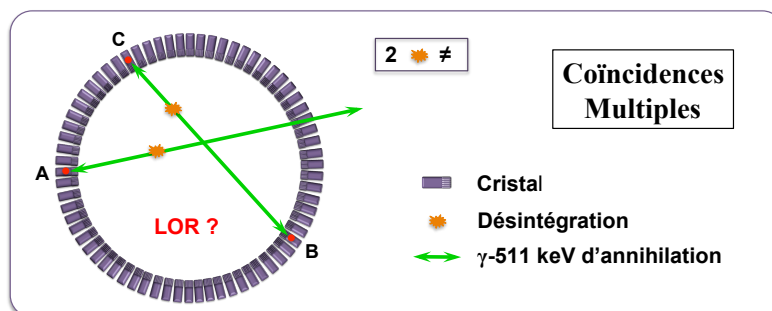 C
2 ≠
Coïncidences
Multiples
A
LOR ?
B
Cristal
Désintégration
γ-511 keV d’annihilation